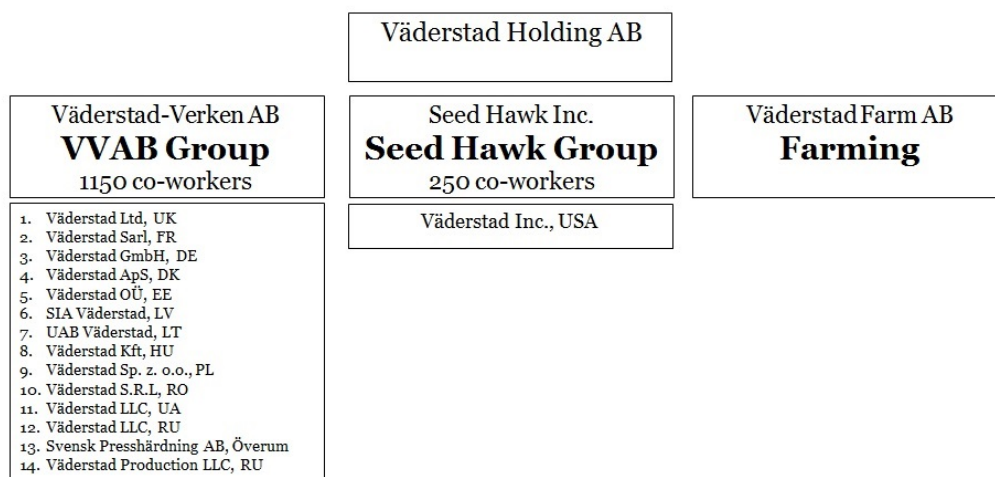 Väderstad Holding AB
Väderstad-Verken AB
VVAB Group
1150 co-workers
Seed Hawk Inc.
Seed Hawk Group
250 co-workers
Väderstad Farm AB
Farming
1. Väderstad Ltd, UK
2. Väderstad Sarl, FR
3. Väderstad GmbH, DE
4. Väderstad ApS, DK
5. Väderstad OÜ, EE
6. SIA Väderstad, LV
7. UAB Väderstad, LT
8. Väderstad Kft, HU
9. Väderstad Sp. z. o.o., PL
10. Väderstad S.R.L, RO
11. Väderstad LLC, UA
12. Väderstad LLC, RU
13. Svensk Presshärdning AB, Överum
14. Väderstad Production LLC, RU
Väderstad Inc., USA